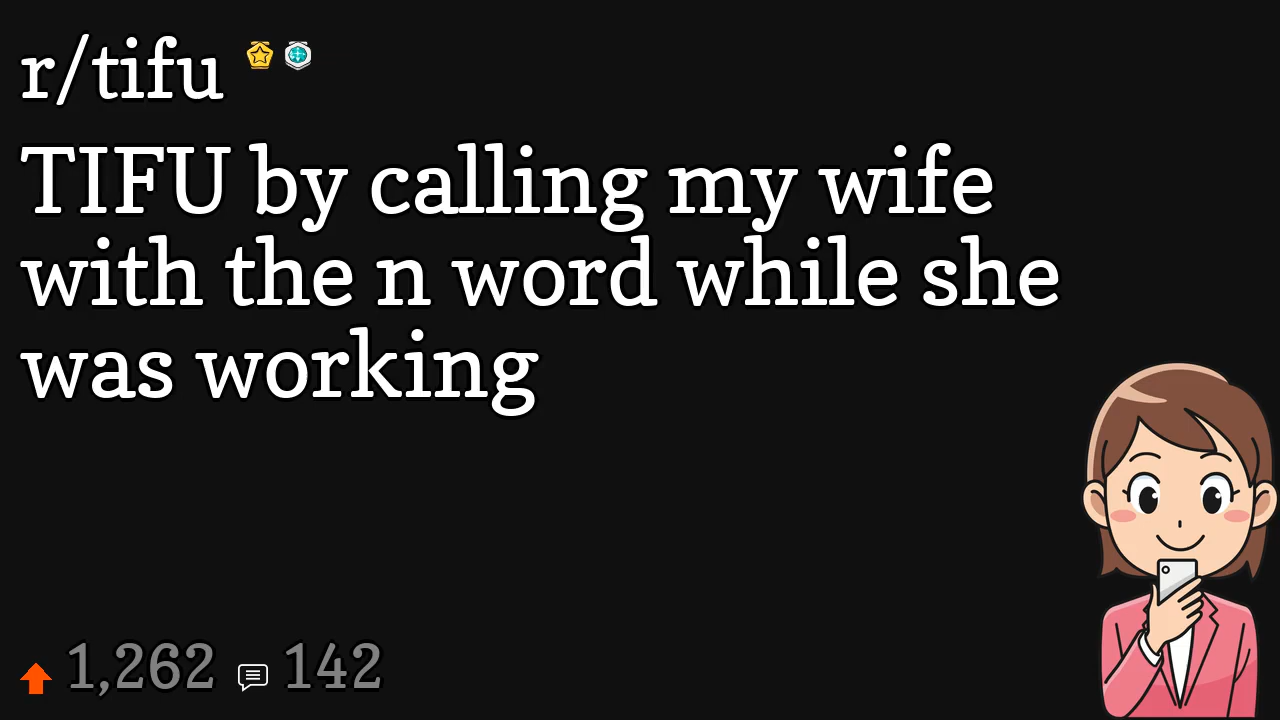 r/tifu
TIFU by calling my wife
with the n word while she
was working
1,262 142